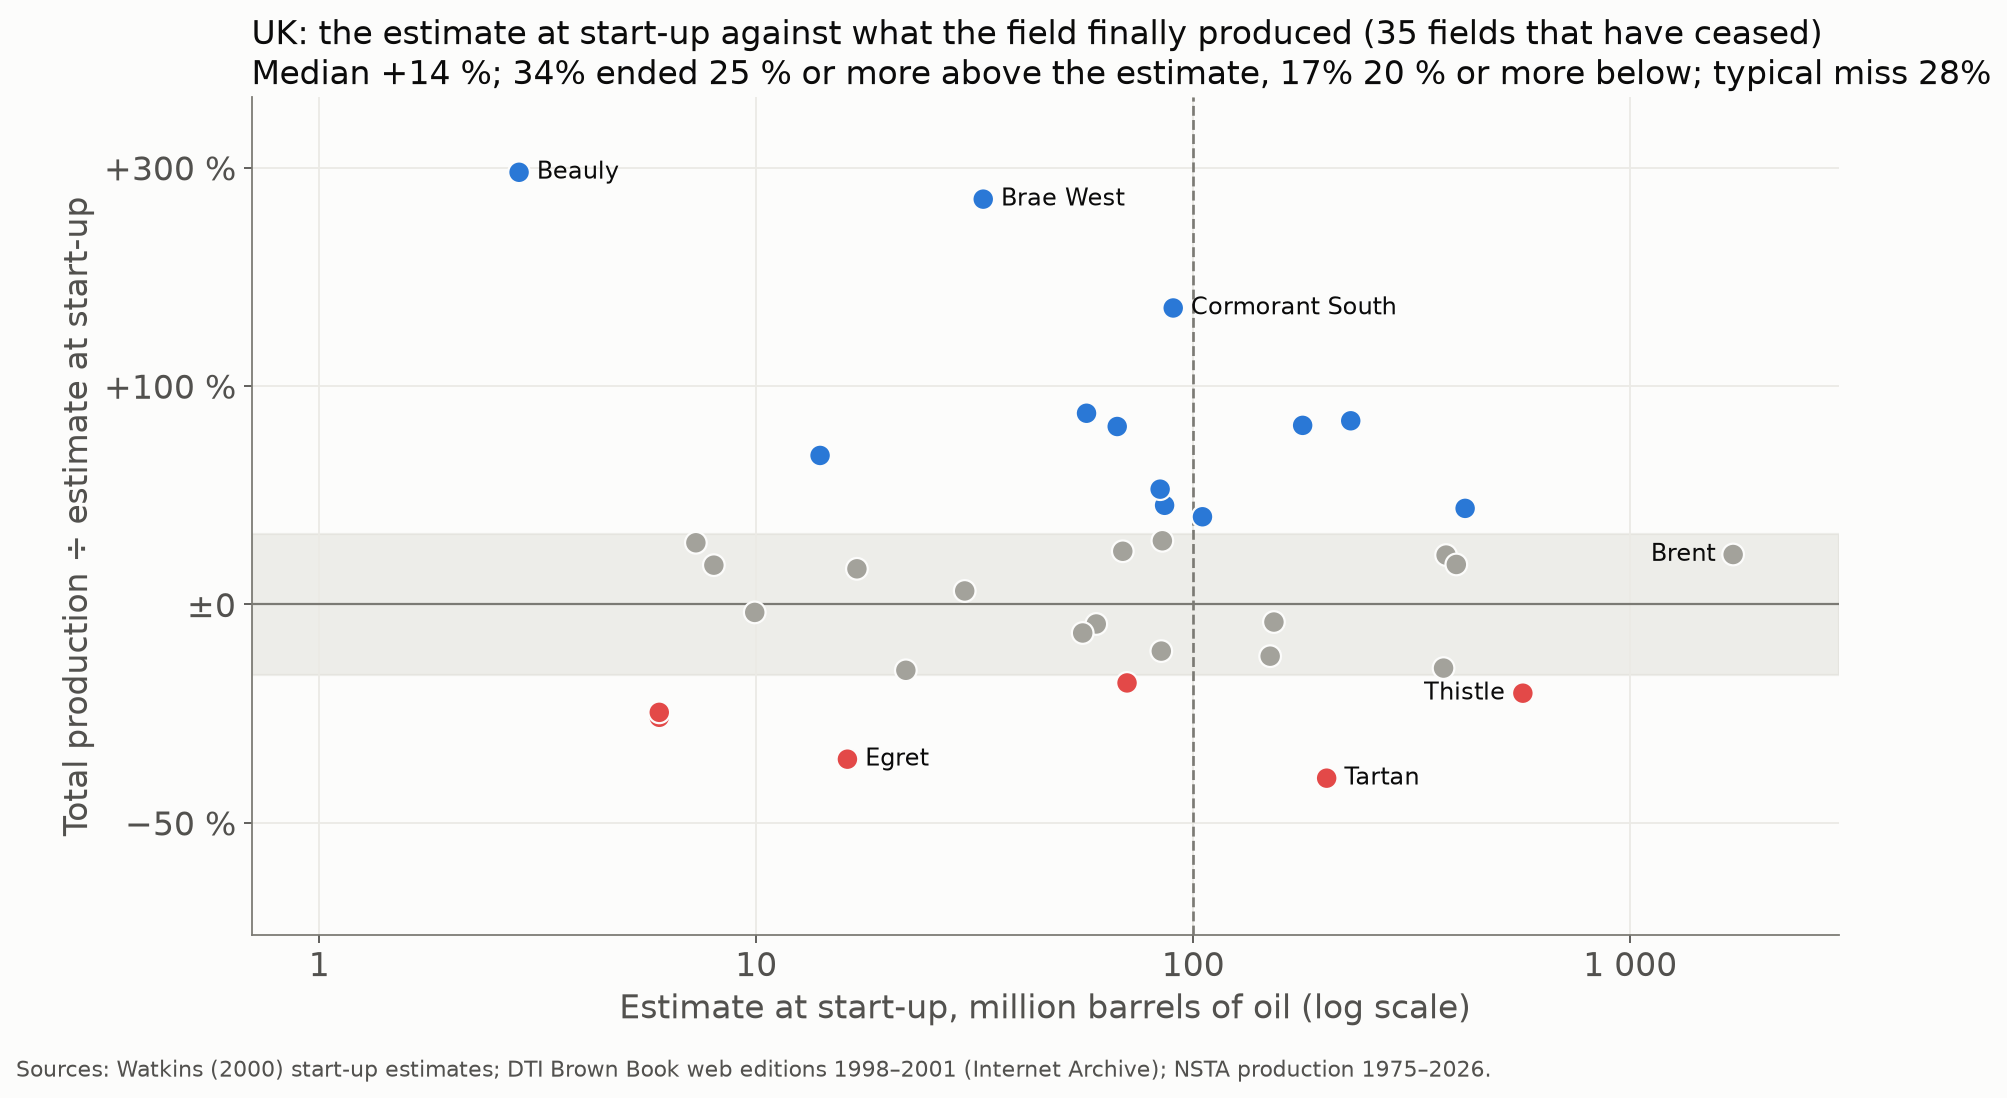 UK: the estimate at start-up against what the field finally produced (35 fields that have ceased)
Median +14 %; 34% ended 25 % or more above the estimate, 17% 20 % or more below; typical miss 28%
Total production ÷ estimate at start-up
+300 %
+100 %
±0
−50 %
Beauly
Brae West
Cormorant South
Brent
Thistle
Egret
Tartan
1
10
100
1 000
Estimate at start-up, million barrels of oil (log scale)
Sources: Watkins (2000) start-up estimates; DTI Brown Book web editions 1998–2001 (Internet Archive); NSTA production 1975–2026.